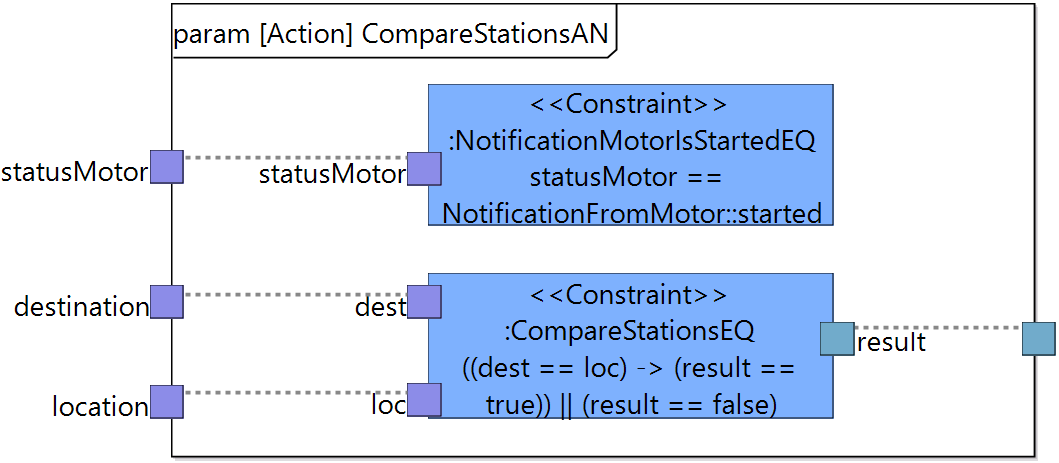 param [Action] CompareStationsAN
<<Constraint>>
:NotificationMotorIsStartedEQ
statusMotor ==
NotificationFromMotor::started
statusMotor
statusMotor
<<Constraint>>
:CompareStationsEQ
((dest == loc) -> (result ==
true)) || (result == false)
destination
dest
result
location
loc